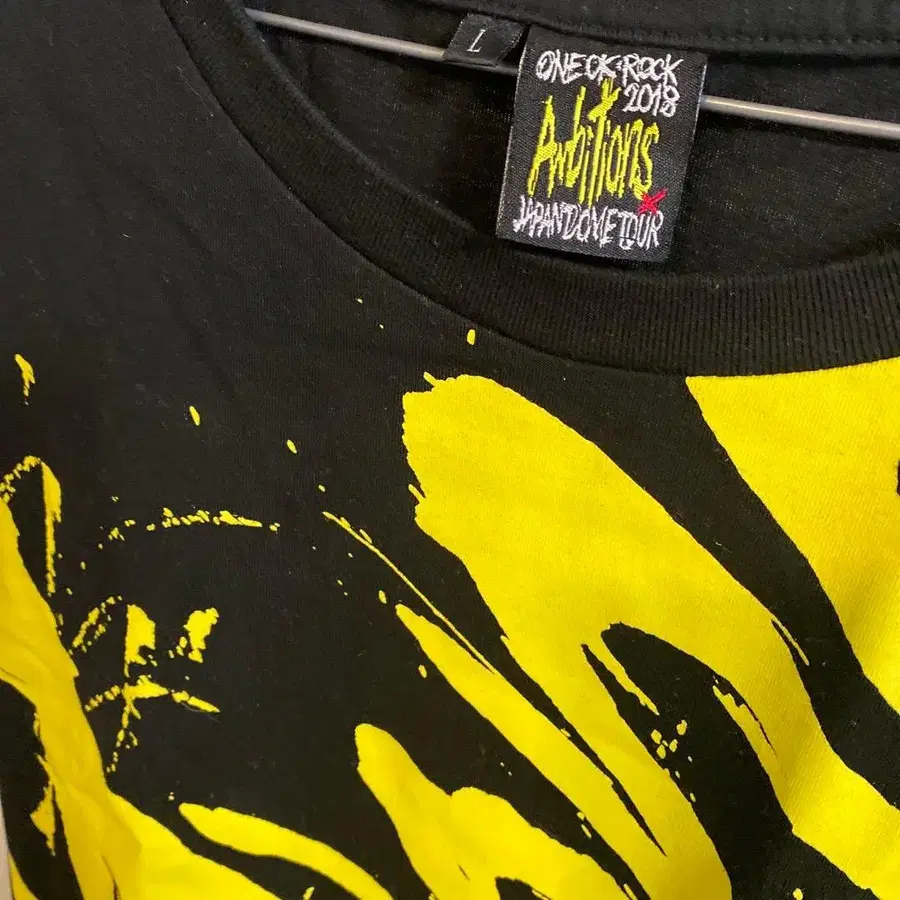 L
ONE OK ROCK
2018
Ambitions
JAPAN DOME TOUR